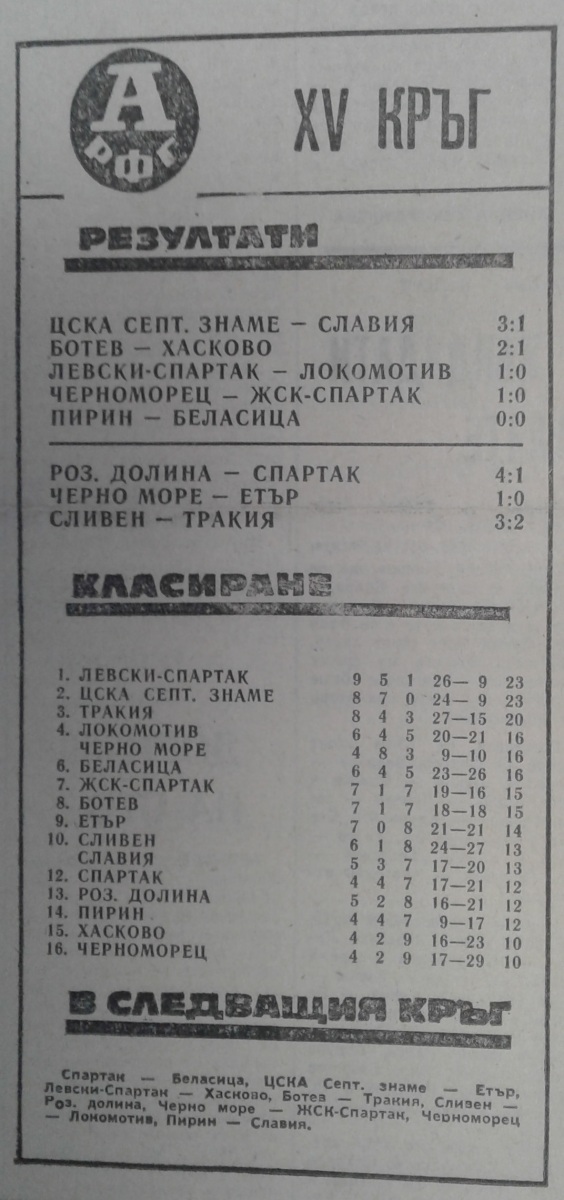 А
РФГ
XV КРЪГ
РЕЗУЛТАТИ
ЦСКА СЕПТ. ЗНАМЕ — СЛАВИЯ 3:1
БОТЕВ — ХАСКОВО 2:1
ЛЕВСКИ-СПАРТАК — ЛОКОМОТИВ 1:0
ЧЕРНОМОРЕЦ — ЖСК-СПАРТАК 1:0
ПИРИН — БЕЛАСИЦА 0:0
РОЗ. ДОЛИНА — СПАРТАК 4:1
ЧЕРНО МОРЕ — ЕТЪР 1:0
СЛИВЕН — ТРАКИЯ 3:2
КЛАСИРАНЕ
1. ЛЕВСКИ-СПАРТАК 9 5 1 26— 9 23
2. ЦСКА СЕПТ. ЗНАМЕ 8 7 0 24— 9 23
3. ТРАКИЯ 8 4 3 27—15 20
4. ЛОКОМОТИВ 6 4 5 20—21 16
ЧЕРНО МОРЕ 4 8 3 9—10 16
6. БЕЛАСИЦА 6 4 5 23—26 16
7. ЖСК-СПАРТАК 7 1 7 19—16 15
8. БОТЕВ 7 1 7 18—18 15
9. ЕТЪР 7 0 8 21—21 14
10. СЛИВЕН 6 1 8 24—27 13
СЛАВИЯ 5 3 7 17—20 13
12. СПАРТАК 4 4 7 17—21 12
13. РОЗ. ДОЛИНА 5 2 8 16—21 12
14. ПИРИН 4 4 7 9—17 12
15. ХАСКОВО 4 2 9 16—23 10
16. ЧЕРНОМОРЕЦ 4 2 9 17—29 10
В СЛЕДВАЩИЯ КРЪГ
Спартак — Беласица, ЦСКА Септ. знаме — Етър,
Левски-Спартак — Хасково, Ботев — Тракия, Сливен —
Роз. долина, Черно море — ЖСК-Спартак, Черноморец
— Локомотив, Пирин — Славия.